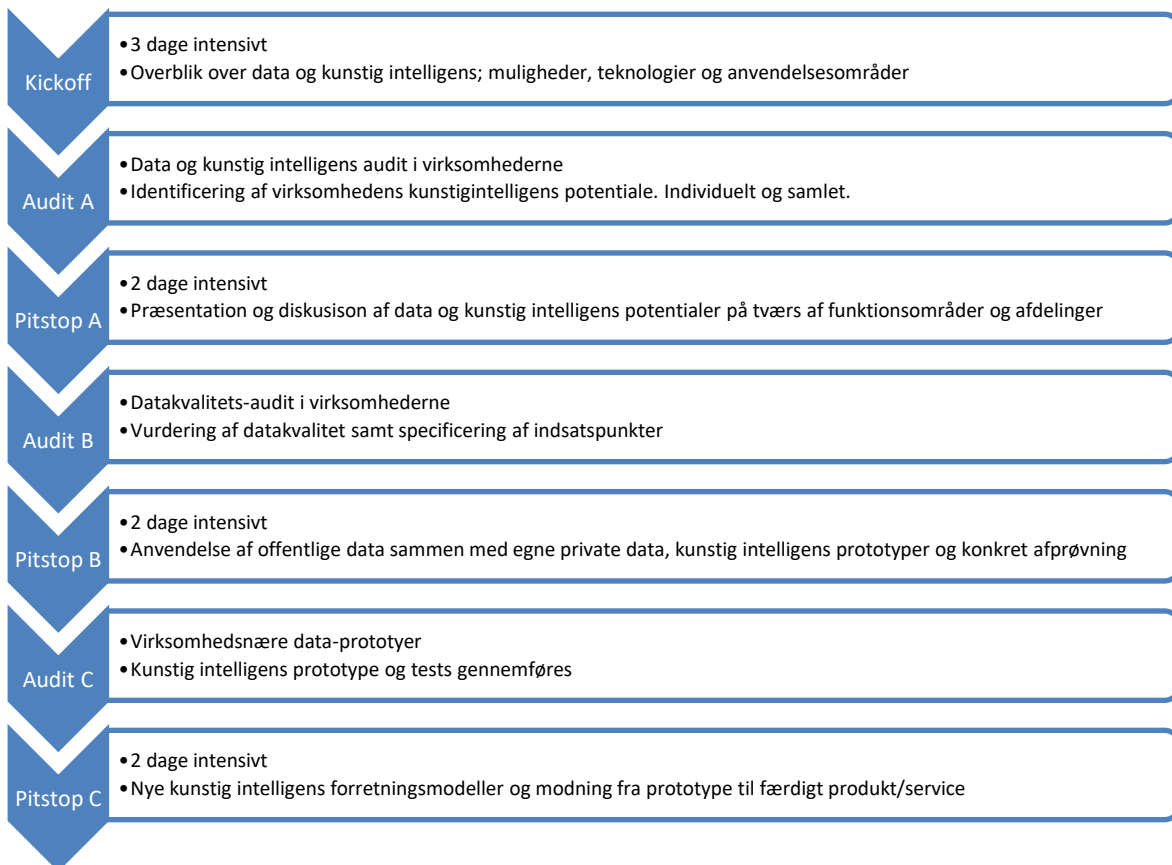 Kickoff
•3 dage intensivt
•Overblik over data og kunstig intelligens; muligheder, teknologier og anvendelsesområder
Audit A
•Data og kunstig intelligens audit i virksomhederne
•Identificering af virksomhedens kunstigintelligens potentiale. Individuelt og samlet.
Pitstop A
•2 dage intensivt
•Præsentation og diskusison af data og kunstig intelligens potentialer på tværs af funktionsområder og afdelinger
Audit B
•Datakvalitets-audit i virksomhederne
•Vurdering af datakvalitet samt specificering af indsatspunkter
Pitstop B
•2 dage intensivt
•Anvendelse af offentlige data sammen med egne private data, kunstig intelligens prototyper og konkret afprøvning
Audit C
•Virksomhedsnære data-prototyer
•Kunstig intelligens prototype og tests gennemføres
Pitstop C
•2 dage intensivt
•Nye kunstig intelligens forretningsmodeller og modning fra prototype til færdigt produkt/service